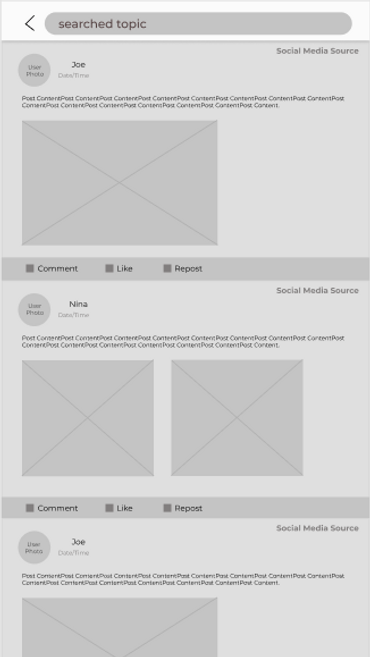 searched topic
Social Media Source
User
Photo
Joe
Date/Time
Post ContentPost ContentPost ContentPost ContentPost ContentPost ContentPost ContentPost ContentPost
ContentPost ContentPost ContentPost ContentPost ContentPost ContentPost Content.
Comment Like Repost
Social Media Source
User
Photo
Nina
Date/Time
Post ContentPost ContentPost ContentPost ContentPost ContentPost ContentPost ContentPost ContentPost
ContentPost ContentPost ContentPost ContentPost ContentPost ContentPost Content.
Comment Like Repost
Social Media Source
User
Photo
Joe
Date/Time
Post ContentPost ContentPost ContentPost ContentPost ContentPost ContentPost ContentPost ContentPost
ContentPost ContentPost ContentPost ContentPost ContentPost ContentPost Content.